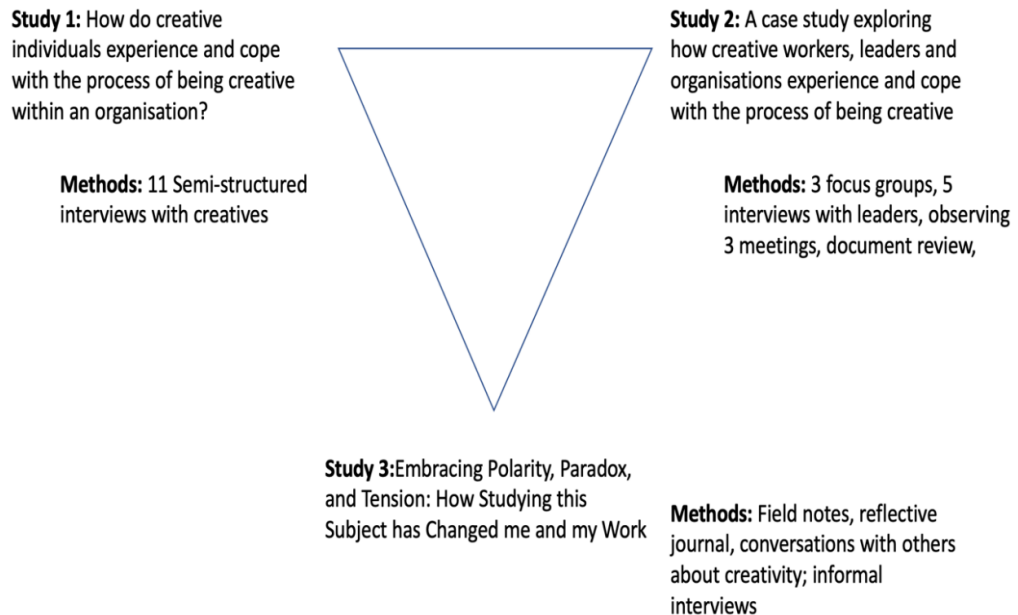 Study 1: How do creative
individuals experience and cope
with the process of being creative
within an organisation?
Methods: 11 Semi-structured
interviews with creatives
Study 2: A case study exploring
how creative workers, leaders and
organisations experience and cope
with the process of being creative
Methods: 3 focus groups, 5
interviews with leaders, observing
3 meetings, document review,
Study 3:Embracing Polarity, Paradox,
and Tension: How Studying this
Subject has Changed me and my Work
Methods: Field notes, reflective
journal, conversations with others
about creativity; informal
interviews